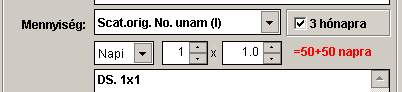 Mennyiség: Scat.orig. No. unam (I) 3 hónapra
Napi 1 x 1.0 =50+50 napra
DS. 1x1